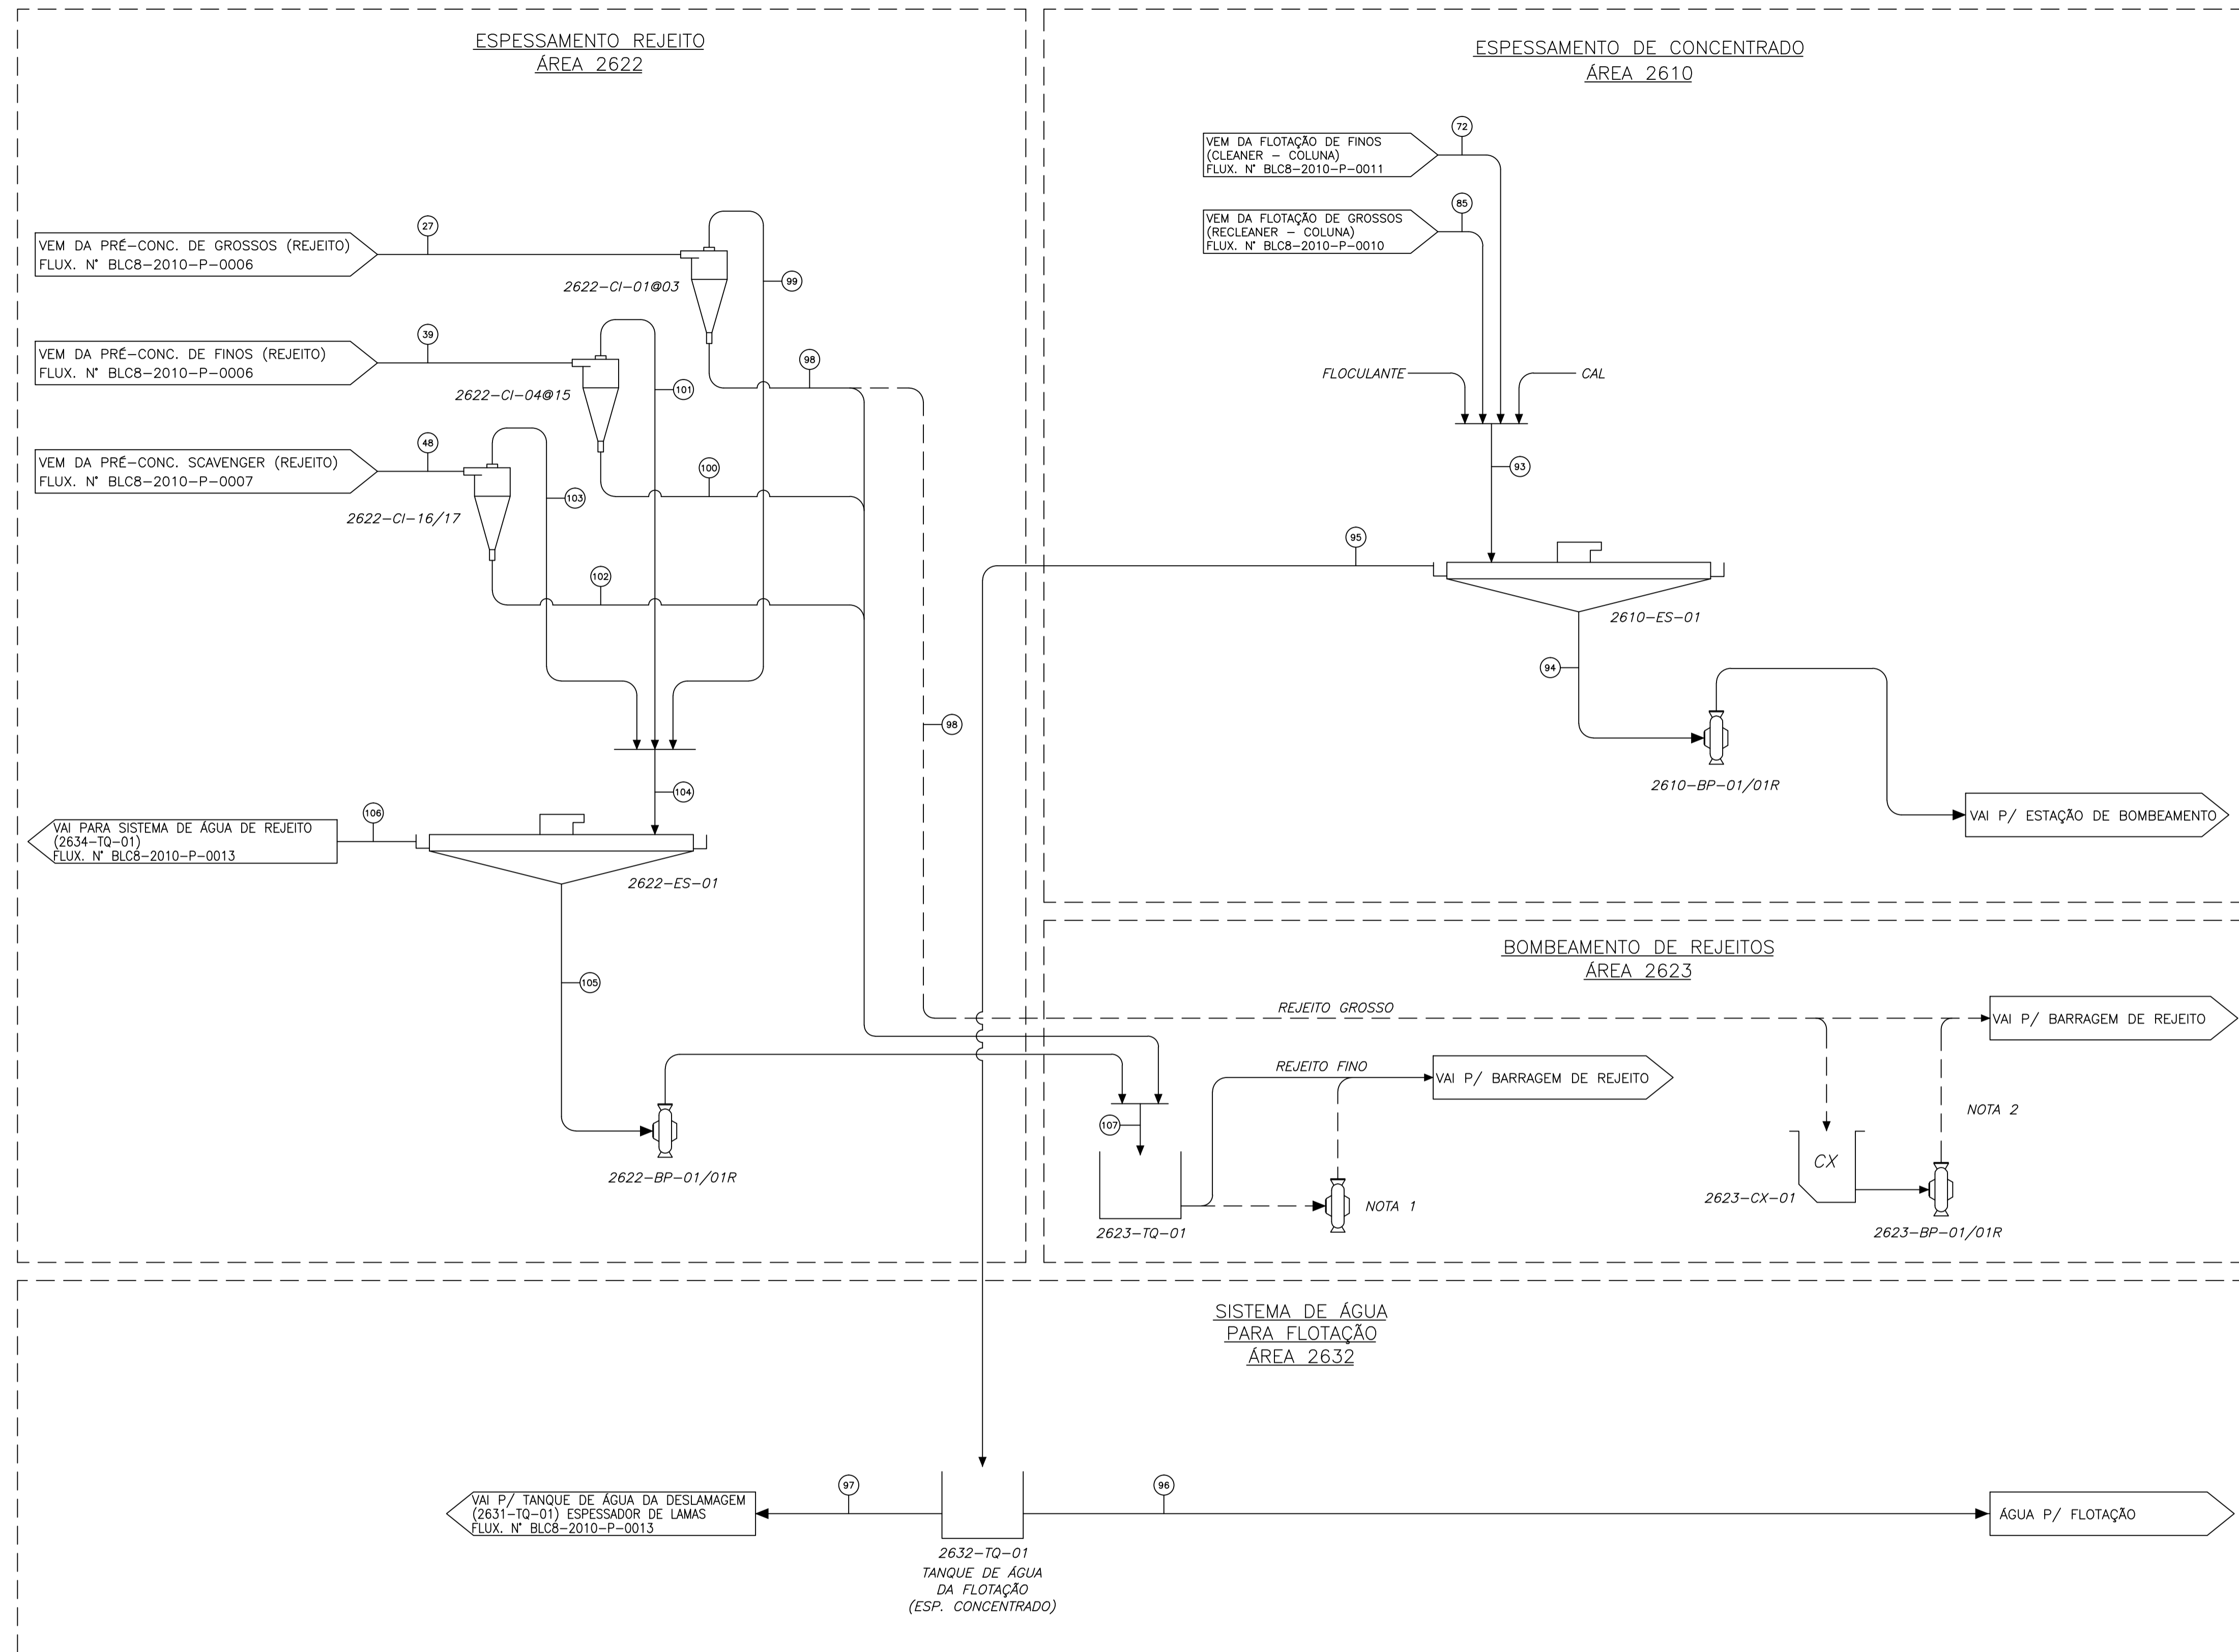 ESPESSAMENTO REJEITO
ÁREA 2622
27
VEM DA PRÉ-CONC. DE GROSSOS (REJEITO)
FLUX. N° BLC8-2010-P-0006
2622-CI-01@03
99
39
VEM DA PRÉ-CONC. DE FINOS (REJEITO)
FLUX. N° BLC8-2010-P-0006
2622-CI-04@15
101
98
48
VEM DA PRÉ-CONC. SCAVENGER (REJEITO)
FLUX. N° BLC8-2010-P-0007
2622-CI-16/17
103
100
102
98
104
106
VAI PARA SISTEMA DE ÁGUA DE REJEITO
(2634-TQ-01)
FLUX. N° BLC8-2010-P-0013
2622-ES-01
105
2622-BP-01/01R
ESPESSAMENTO DE CONCENTRADO
ÁREA 2610
72
VEM DA FLOTAÇÃO DE FINOS
(CLEANER - COLUNA)
FLUX. N° BLC8-2010-P-0011
85
VEM DA FLOTAÇÃO DE GROSSOS
(RECLEANER - COLUNA)
FLUX. N° BLC8-2010-P-0010
FLOCULANTE
CAL
93
95
2610-ES-01
94
2610-BP-01/01R
VAI P/ ESTAÇÃO DE BOMBEAMENTO
BOMBEAMENTO DE REJEITOS
ÁREA 2623
REJEITO GROSSO
VAI P/ BARRAGEM DE REJEITO
REJEITO FINO
VAI P/ BARRAGEM DE REJEITO
107
NOTA 2
CX
2623-CX-01
NOTA 1
2623-TQ-01
2623-BP-01/01R
SISTEMA DE ÁGUA
PARA FLOTAÇÃO
ÁREA 2632
97
96
VAI P/ TANQUE DE ÁGUA DA DESLAMAGEM
(2631-TQ-01) ESPESSADOR DE LAMAS
FLUX. N° BLC8-2010-P-0013
ÁGUA P/ FLOTAÇÃO
2632-TQ-01
TANQUE DE ÁGUA
DA FLOTAÇÃO
(ESP. CONCENTRADO)